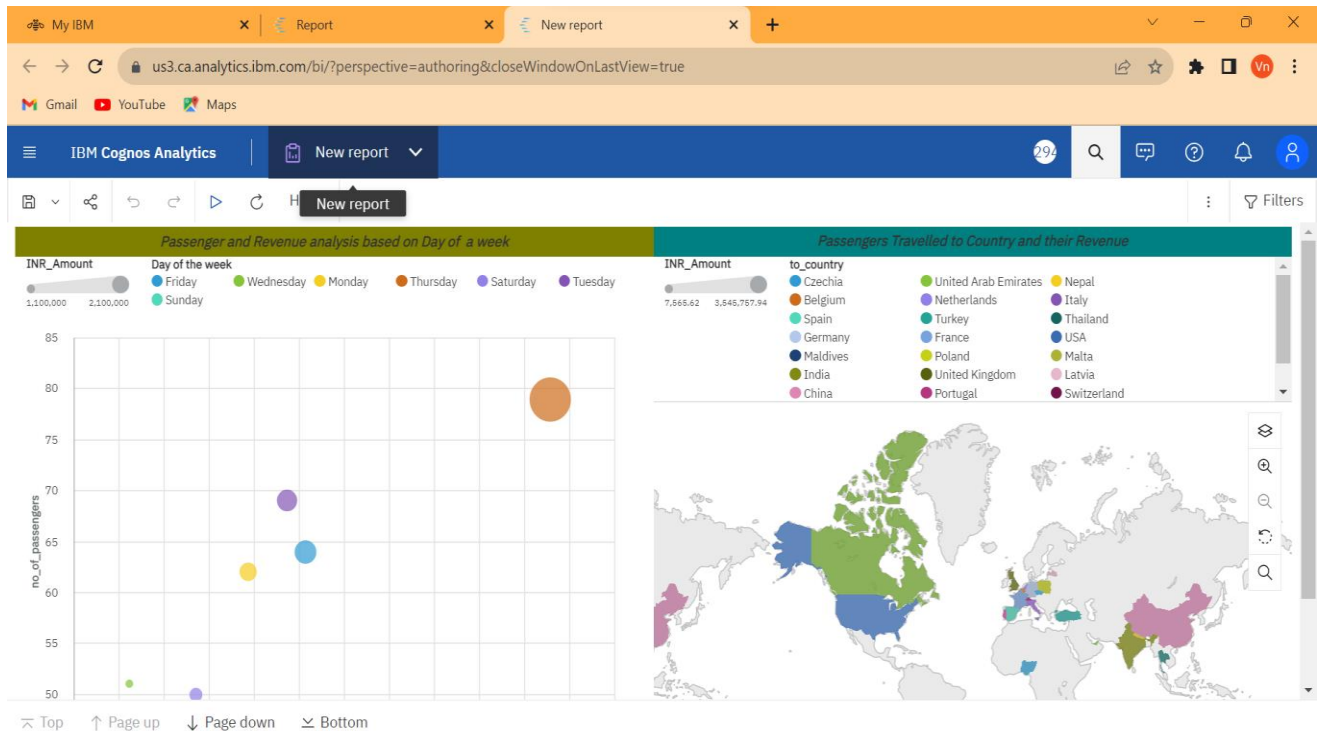 My IBM
Report
New report
us3.ca.analytics.ibm.com/bi/?perspective=authoring&closeWindowOnLastView=true
Vn
Gmail YouTube Maps
IBM Cognos Analytics
New report
294
New report
Filters
Passenger and Revenue analysis based on Day of a week
INR_Amount
1,100,000 2,100,000
Day of the week
Friday Wednesday Monday Thursday Saturday Tuesday
Sunday
85
80
75
70
65
60
55
50
no_of_passengers
Passengers Travelled to Country and their Revenue
INR_Amount
7,565.62 3,545,757.94
to_country
Czechia United Arab Emirates Nepal
Belgium Netherlands Italy
Spain Turkey Thailand
Germany France USA
Maldives Poland Malta
India United Kingdom Latvia
China Portugal Switzerland
Top Page up Page down Bottom